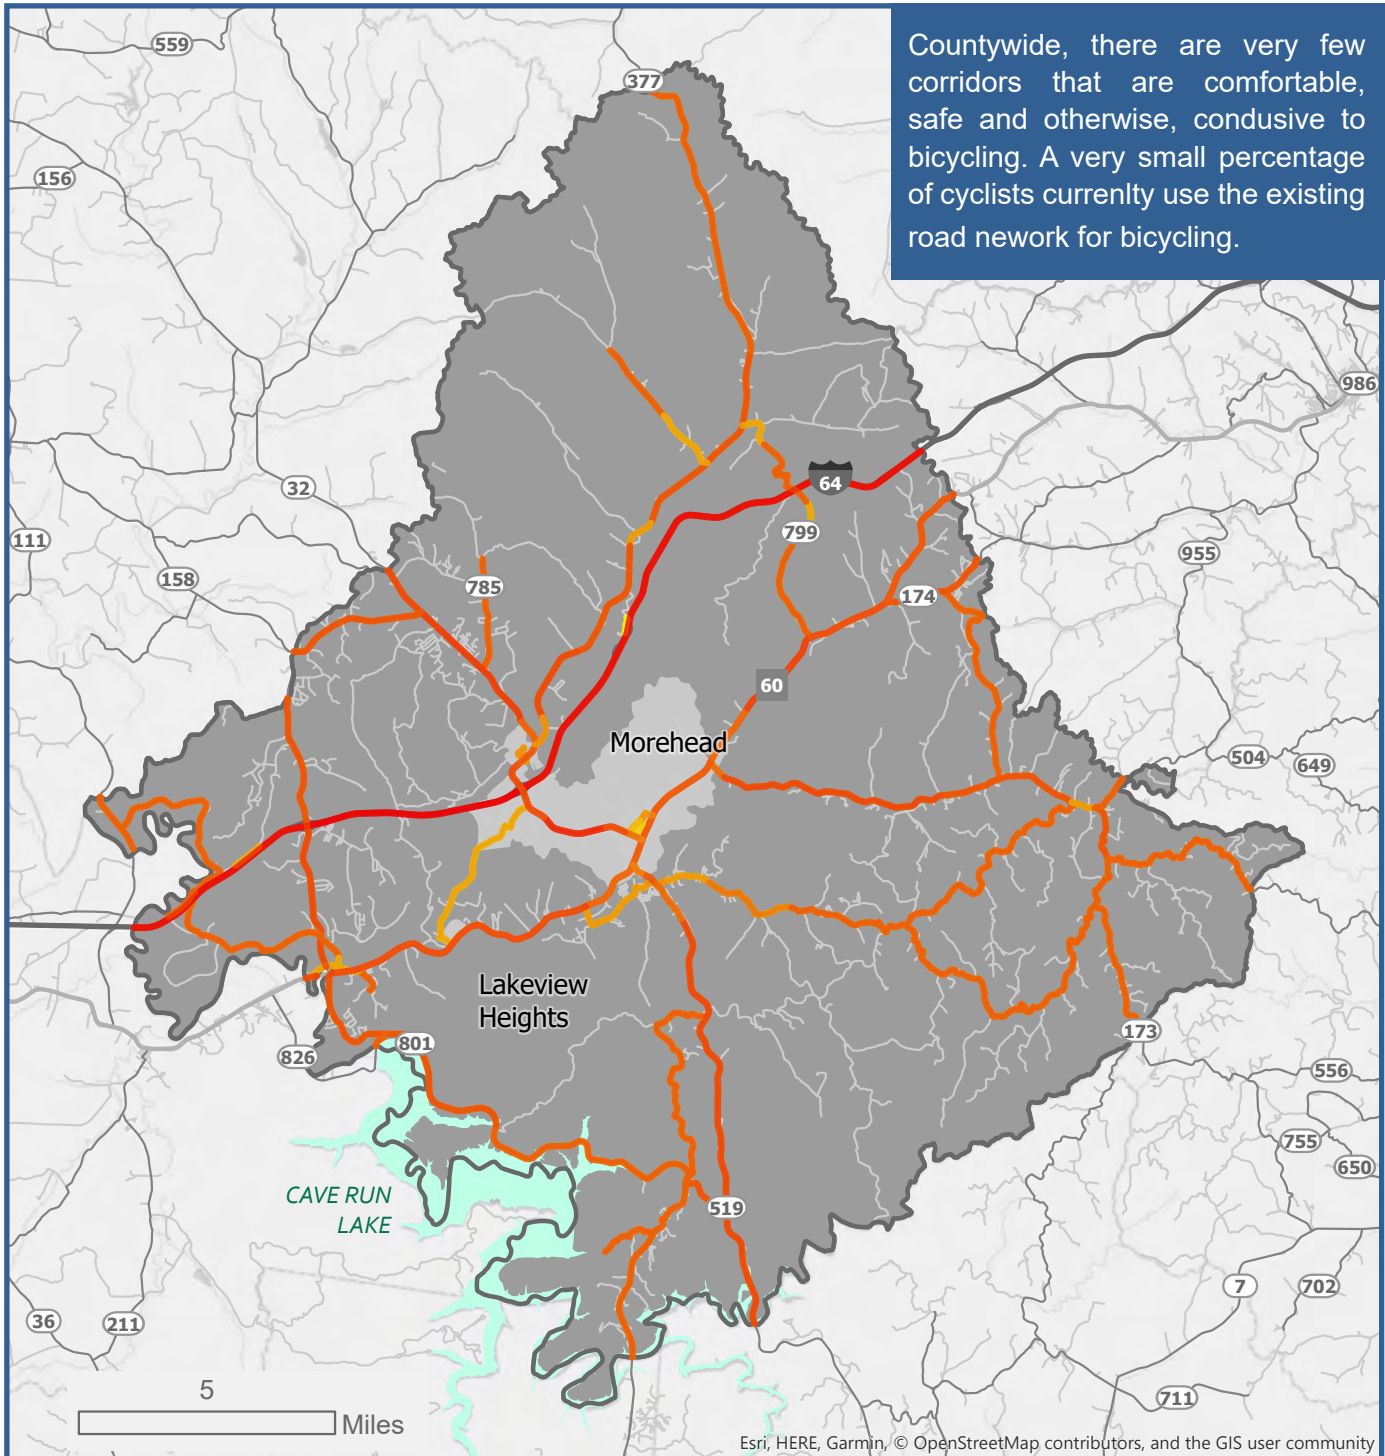 Countywide, there are very few
corridors that are comfortable,
safe and otherwise, condusive to
bicycling. A very small percentage
of cyclists currenlty use the existing
road nework for bicycling.
559
377
156
986
32
64
111
799
955
158
785
174
60
Morehead
504
649
Lakeview
Heights
173
826
801
556
755
650
CAVE RUN
LAKE
519
7
702
36
211
711
5
Miles
Esri, HERE, Garmin, © OpenStreetMap contributors, and the GIS user community